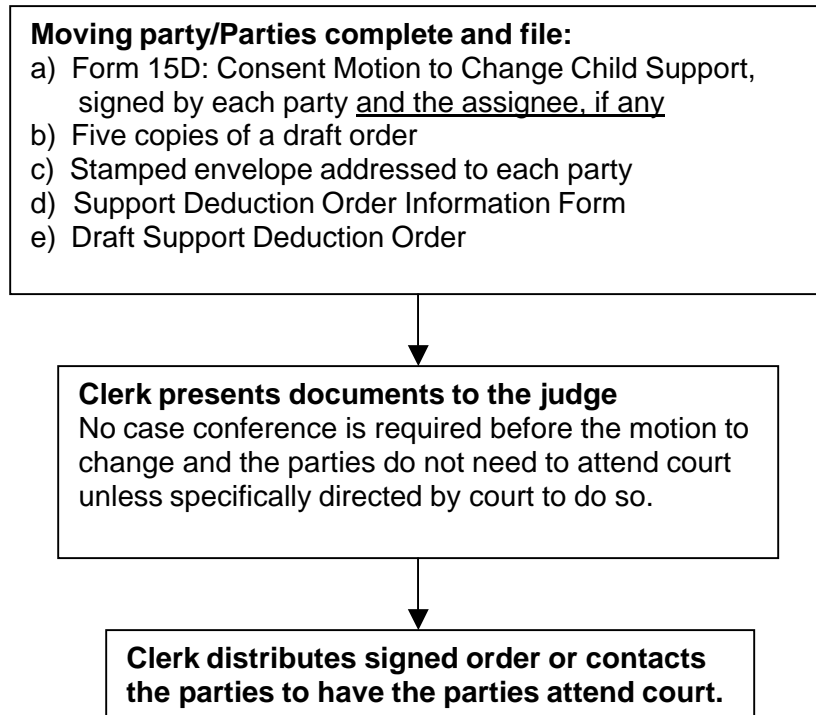 Moving party/Parties complete and file:
a) Form 15D: Consent Motion to Change Child Support,
signed by each party and the assignee, if any
b) Five copies of a draft order
c) Stamped envelope addressed to each party
d) Support Deduction Order Information Form
e) Draft Support Deduction Order
Clerk presents documents to the judge
No case conference is required before the motion to
change and the parties do not need to attend court
unless specifically directed by court to do so.
Clerk distributes signed order or contacts
the parties to have the parties attend court.